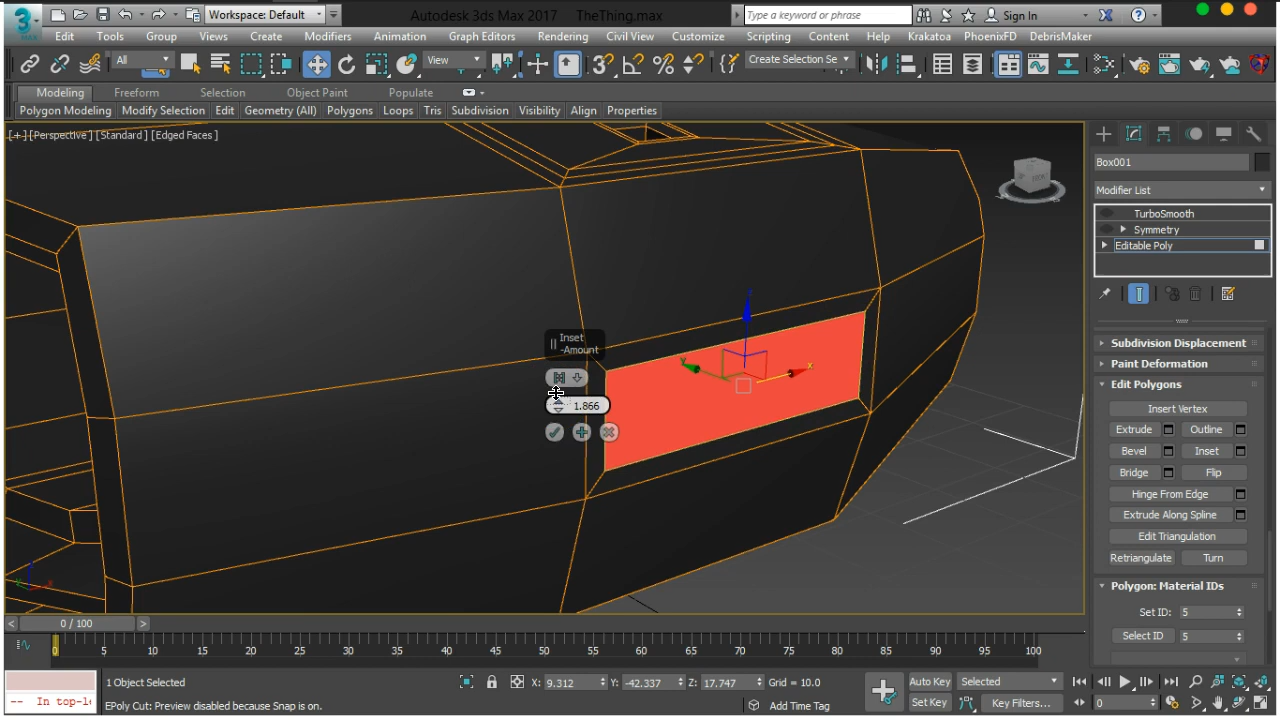 3
MAX
Workspace: Default
Autodesk 3ds Max 2017 TheThing.max
Type a keyword or phrase
Sign In
Edit Tools Group Views Create Modifiers Animation Graph Editors Rendering Civil View Customize Scripting Content Help Krakatoa PhoenixFD DebrisMaker
All
View
Create Selection Se
Modeling Freeform Selection Object Paint Populate
Polygon Modeling Modify Selection Edit Geometry (All) Polygons Loops Tris Subdivision Visibility Align Properties
[+] [Perspective] [Standard] [Edged Faces]
Box001
Modifier List
TurboSmooth
Symmetry
Editable Poly
Subdivision Displacement
Paint Deformation
Edit Polygons
Insert Vertex
Extrude Outline
Bevel Inset
Bridge Flip
Hinge From Edge
Extrude Along Spline
Edit Triangulation
Retriangulate Turn
Polygon: Material IDs
Set ID: 5
Select ID 5
Inset
-Amount
1.866
z
y
x
< 0 / 100 >
0 5 10 15 20 25 30 35 40 45 50 55 60 65 70 75 80 85 90 95 100
1 Object Selected
X: 9.312 Y: -42.337 Z: 17.747 Grid = 10.0
Auto Key Selected
-- In top-le
EPoly Cut: Preview disabled because Snap is on.
Add Time Tag
Set Key Key Filters...
0